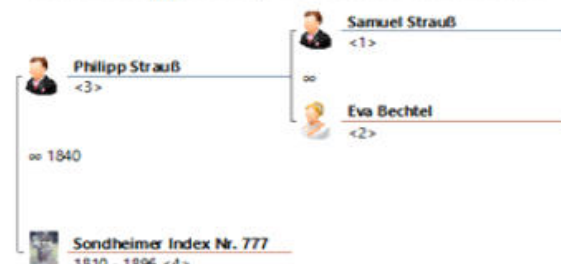 Samuel Strauß
<1>
Philipp Strauß
<3>
∞
Eva Bechtel
<2>
∞ 1840
Sondheimer Index Nr. 777
1810 - 1896 <4>